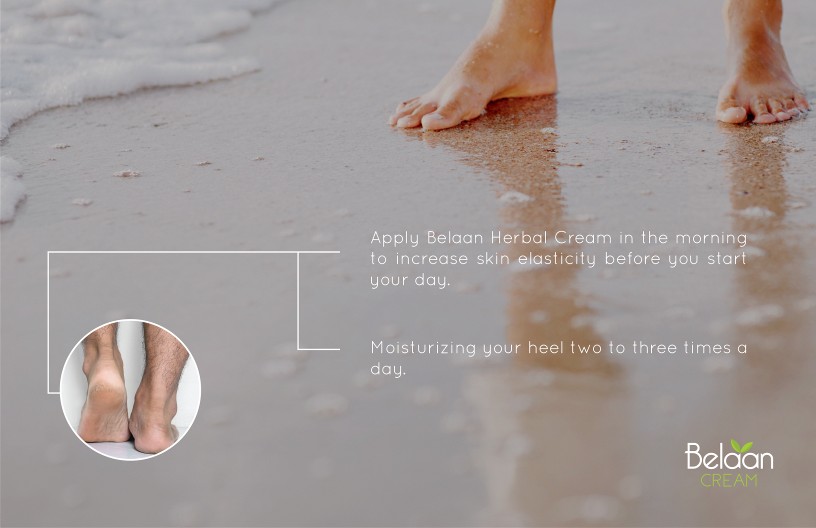 Apply Belaan Herbal Cream in the morning
to increase skin elasticity before you start
your day.
Moisturizing your heel two to three times a
day.
Belaan
CREAM